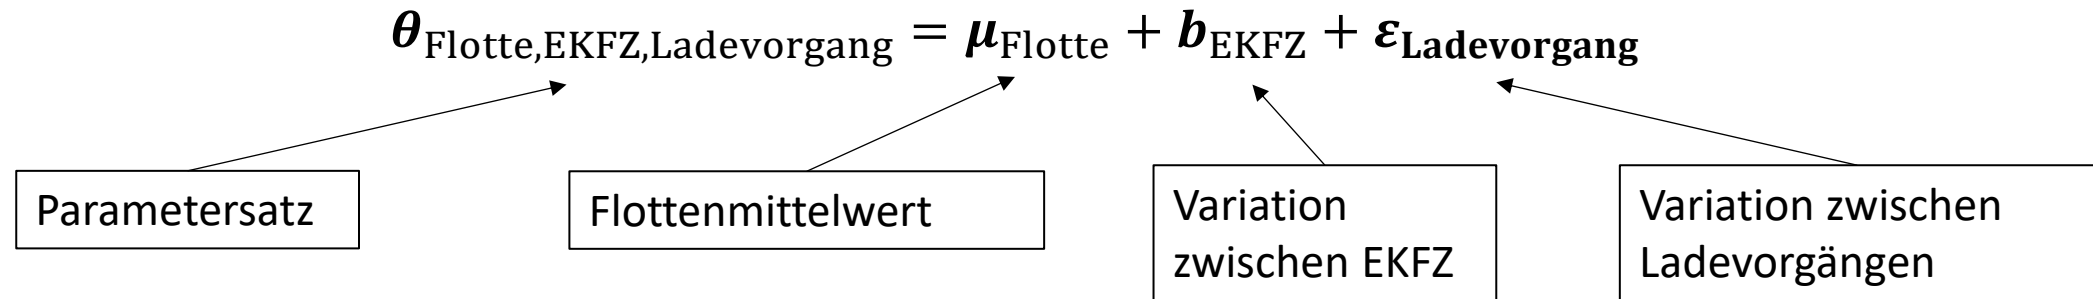 θ_Flotte,EKFZ,Ladevorgang = μ_Flotte + b_EKFZ + ε_Ladevorgang
Parametersatz
Flottenmittelwert
Variation
zwischen EKFZ
Variation zwischen
Ladevorgängen